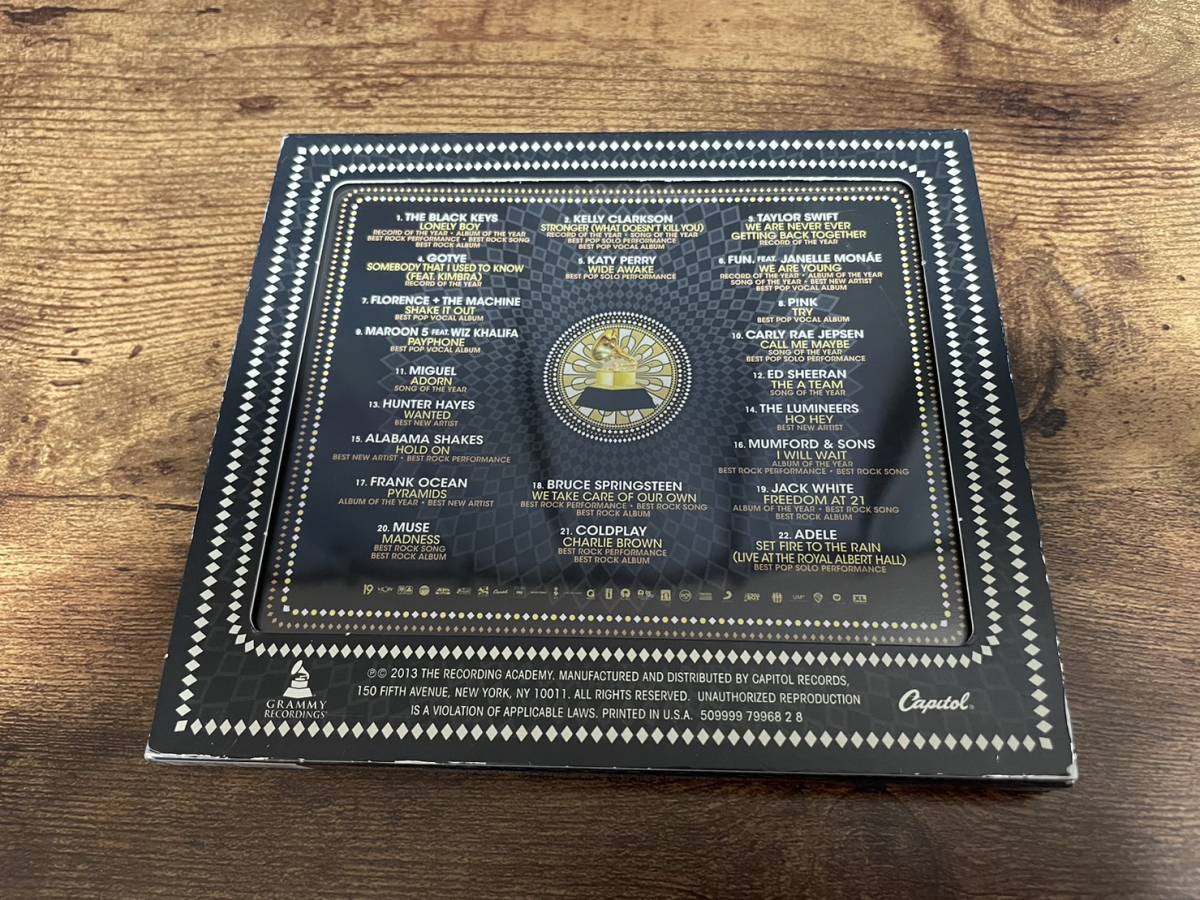 1. THE BLACK KEYS
LONELY BOY
RECORD OF THE YEAR • ALBUM OF THE YEAR
BEST ROCK PERFORMANCE • BEST ROCK SONG
BEST ROCK ALBUM
2. KELLY CLARKSON
STRONGER (WHAT DOESN'T KILL YOU)
RECORD OF THE YEAR • SONG OF THE YEAR
BEST POP SOLO PERFORMANCE
BEST POP VOCAL ALBUM
3. TAYLOR SWIFT
WE ARE NEVER EVER
GETTING BACK TOGETHER
RECORD OF THE YEAR
4. GOTYE
SOMEBODY THAT I USED TO KNOW
(FEAT. KIMBRA)
RECORD OF THE YEAR
5. KATY PERRY
WIDE AWAKE
BEST POP SOLO PERFORMANCE
6. FUN. FEAT. JANELLE MONÁE
WE ARE YOUNG
RECORD OF THE YEAR • ALBUM OF THE YEAR
SONG OF THE YEAR • BEST NEW ARTIST
BEST POP VOCAL ALBUM
7. FLORENCE + THE MACHINE
SHAKE IT OUT
BEST POP VOCAL ALBUM
8. P!NK
TRY
BEST POP VOCAL ALBUM
9. MAROON 5 FEAT. WIZ KHALIFA
PAYPHONE
BEST POP VOCAL ALBUM
10. CARLY RAE JEPSEN
CALL ME MAYBE
SONG OF THE YEAR
BEST POP SOLO PERFORMANCE
11. MIGUEL
ADORN
SONG OF THE YEAR
12. ED SHEERAN
THE A TEAM
SONG OF THE YEAR
13. HUNTER HAYES
WANTED
BEST NEW ARTIST
14. THE LUMINEERS
HO HEY
BEST NEW ARTIST
15. ALABAMA SHAKES
HOLD ON
BEST NEW ARTIST • BEST ROCK PERFORMANCE
16. MUMFORD & SONS
I WILL WAIT
ALBUM OF THE YEAR
BEST ROCK PERFORMANCE • BEST ROCK SONG
17. FRANK OCEAN
PYRAMIDS
ALBUM OF THE YEAR • BEST NEW ARTIST
18. BRUCE SPRINGSTEEN
WE TAKE CARE OF OUR OWN
BEST ROCK PERFORMANCE • BEST ROCK SONG
BEST ROCK ALBUM
19. JACK WHITE
FREEDOM AT 21
ALBUM OF THE YEAR • BEST ROCK SONG
BEST ROCK ALBUM
20. MUSE
MADNESS
BEST ROCK SONG
BEST ROCK ALBUM
21. COLDPLAY
CHARLIE BROWN
BEST ROCK PERFORMANCE
BEST ROCK ALBUM
22. ADELE
SET FIRE TO THE RAIN
(LIVE AT THE ROYAL ALBERT HALL)
BEST POP SOLO PERFORMANCE
19
XL
GRAMMY
RECORDINGS
℗© 2013 THE RECORDING ACADEMY. MANUFACTURED AND DISTRIBUTED BY CAPITOL RECORDS,
150 FIFTH AVENUE, NEW YORK, NY 10011. ALL RIGHTS RESERVED. UNAUTHORIZED REPRODUCTION
IS A VIOLATION OF APPLICABLE LAWS. PRINTED IN U.S.A. 509999 79968 2 8
Capitol